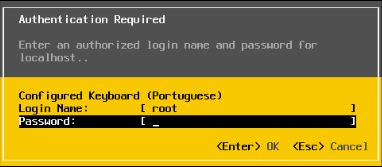 Authentication Required
Enter an authorized login name and password for
localhost..
Configured Keyboard (Portuguese)
Login Name: [ root ]
Password: [ _ ]
<Enter> OK <Esc> Cancel